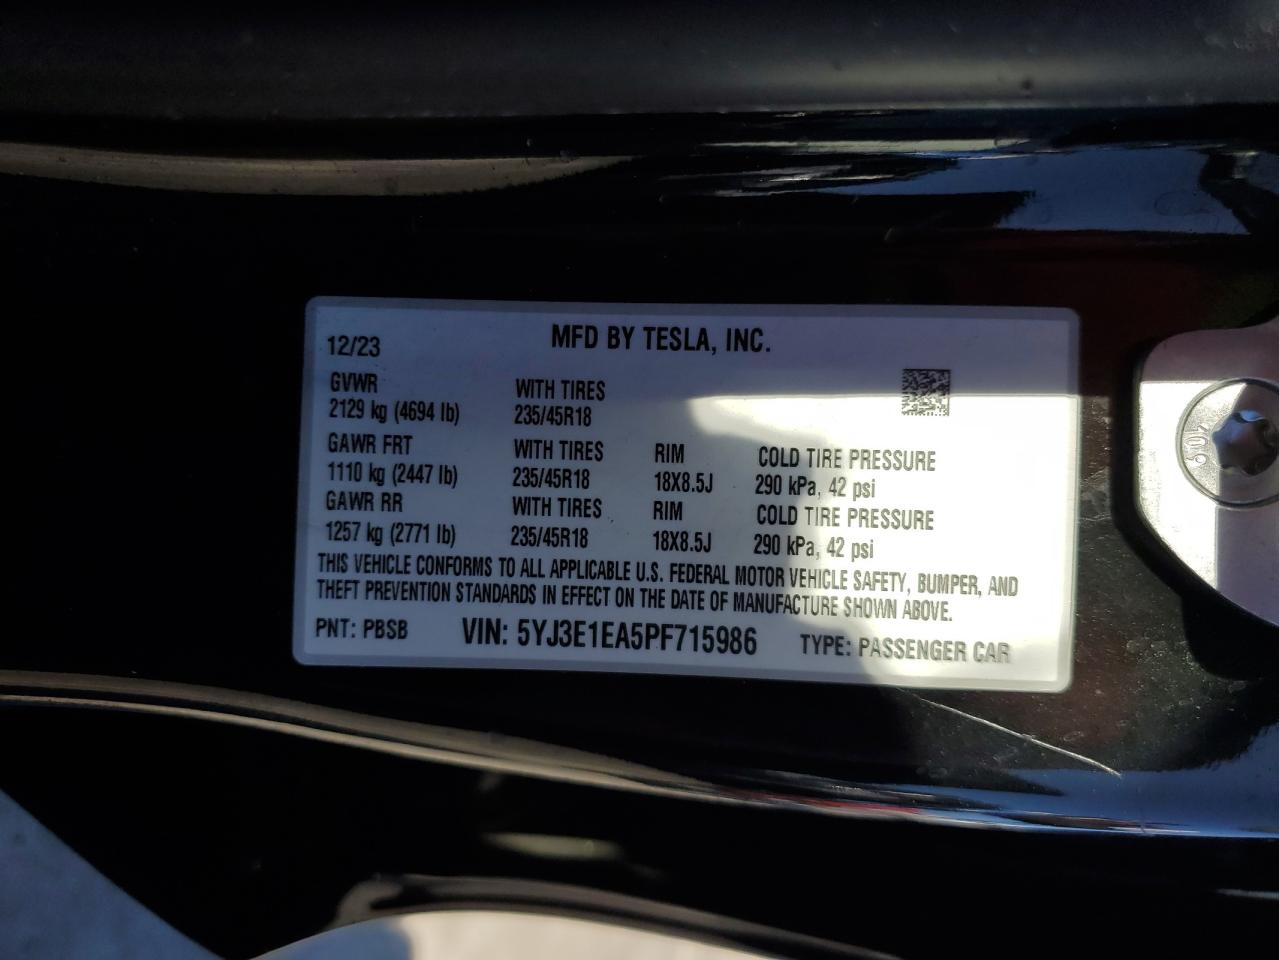 12/23 MFD BY TESLA, INC.
GVWR WITH TIRES
2129 kg (4694 lb) 235/45R18
GAWR FRT WITH TIRES RIM COLD TIRE PRESSURE
1110 kg (2447 lb) 235/45R18 18X8.5J 290 kPa, 42 psi
GAWR RR WITH TIRES RIM COLD TIRE PRESSURE
1257 kg (2771 lb) 235/45R18 18X8.5J 290 kPa, 42 psi
THIS VEHICLE CONFORMS TO ALL APPLICABLE U.S. FEDERAL MOTOR VEHICLE SAFETY, BUMPER, AND
THEFT PREVENTION STANDARDS IN EFFECT ON THE DATE OF MANUFACTURE SHOWN ABOVE.
PNT: PBSB VIN: 5YJ3E1EA5PF715986 TYPE: PASSENGER CAR